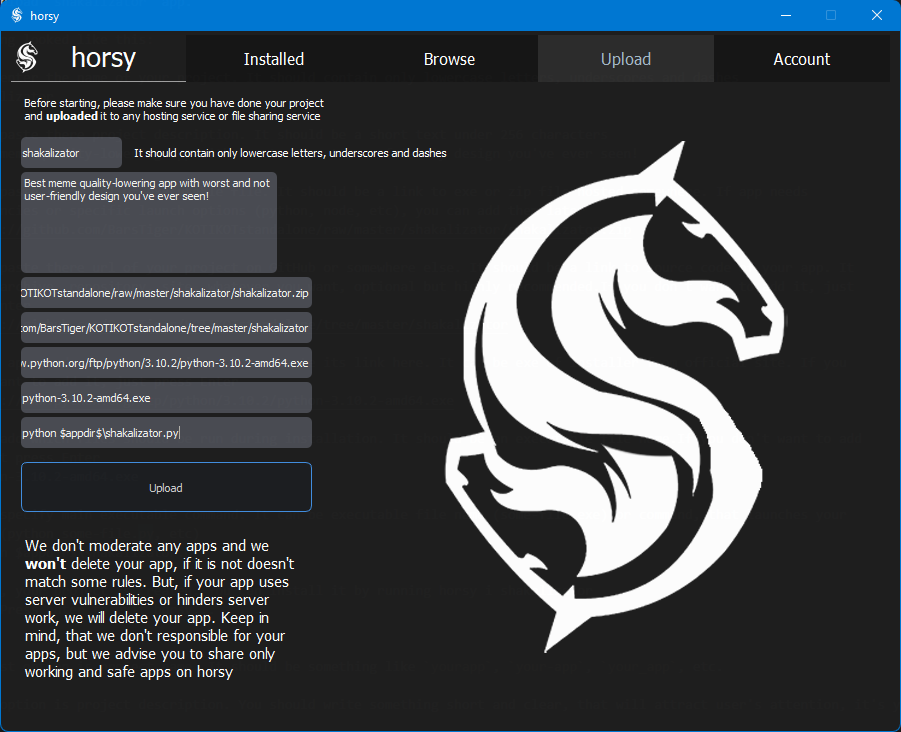 horsy
horsy Installed Browse Upload Account
Before starting, please make sure you have done your project
and uploaded it to any hosting service or file sharing service
shakalizator It should contain only lowercase letters, underscores and dashes
Best meme quality-lowering app with worst and not
user-friendly design you've ever seen!
OTIKOTstandalone/raw/master/shakalizator/shakalizator.zip
com/BarsTiger/KOTIKOTstandalone/tree/master/shakalizator
w.python.org/ftp/python/3.10.2/python-3.10.2-amd64.exe
python-3.10.2-amd64.exe
python $appdir$\shakalizator.py
Upload
We don't moderate any apps and we
won't delete your app, if it is not doesn't
match some rules. But, if your app uses
server vulnerabilities or hinders server
work, we will delete your app. Keep in
mind, that we don't responsible for your
apps, but we advise you to share only
working and safe apps on horsy